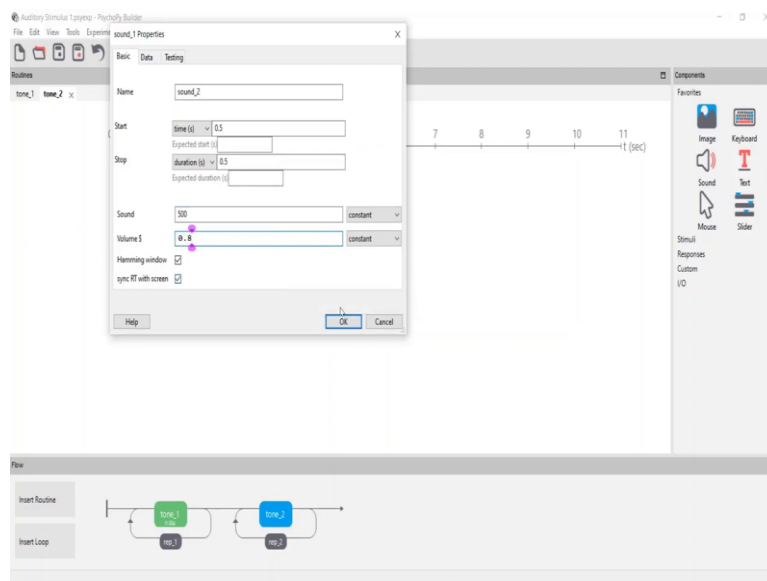 Auditory Stimulus 1.psyexp - PsychoPy Builder
File Edit View Tools Experime
sound_1 Properties
X
Basic Data Testing
Routines
Components
tone_1 tone_2 x
Favorites
Name sound_2
Start time (s) 0.5
Expected start (s)
7 8 9 10 11
t (sec)
Image Keyboard
Stop duration (s) 0.5
Expected duration (s)
Sound Text
Sound 500 constant
Mouse Slider
Volume $ 0.8 constant
Stimuli
Responses
Hamming window
Custom
sync RT with screen
I/O
Help OK Cancel
Flow
Insert Routine
tone_1 tone_2
Insert Loop
rep_1 rep_2